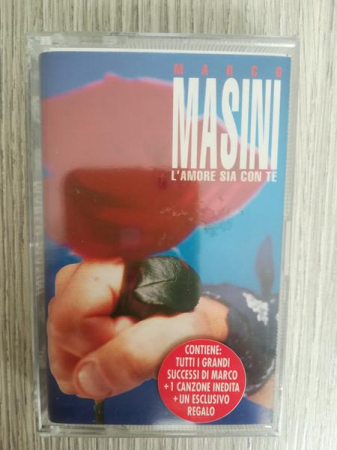 MARCO
MASINI
L'AMORE SIA CON TE
CONTIENE:
TUTTI I GRANDI
SUCCESSI DI MARCO
+1 CANZONE INEDITA
+UN ESCLUSIVO
REGALO